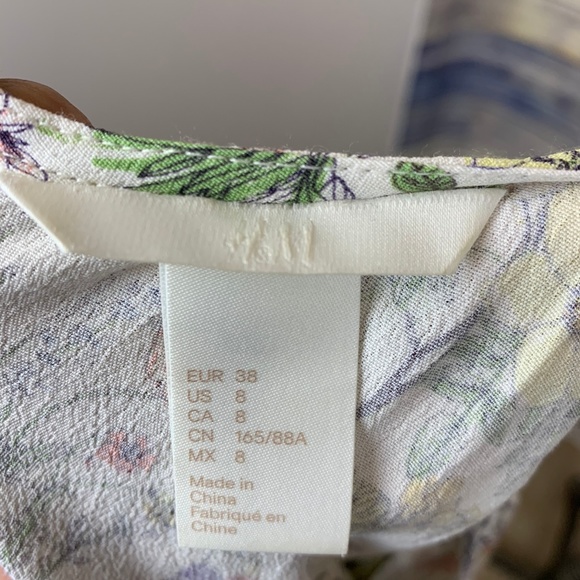 H&M
EUR 38
US 8
CA 8
CN 165/88A
MX 8
Made in
China
Fabriqué en
Chine